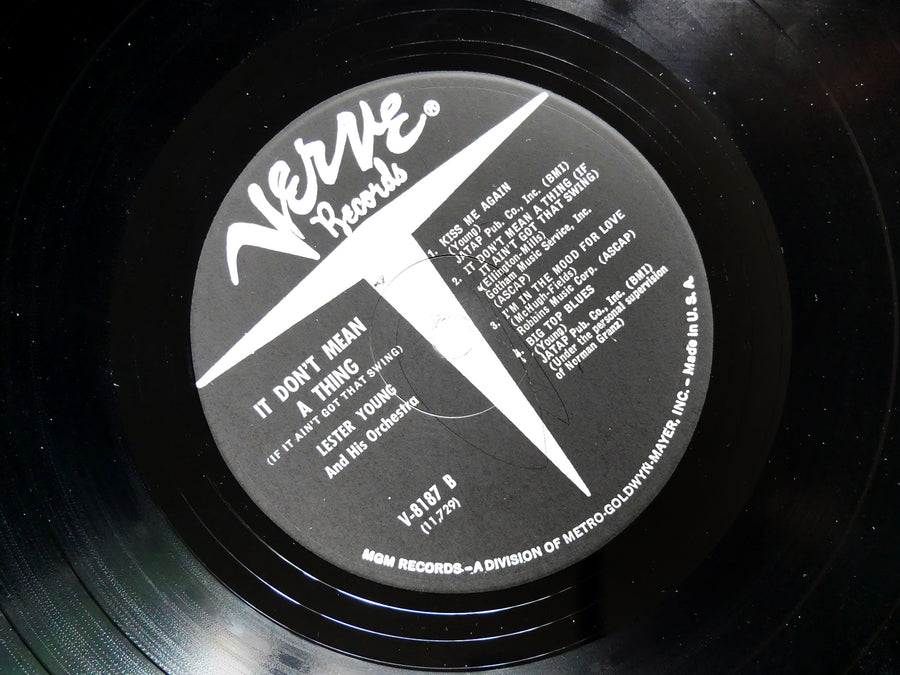 VERVE ®
Records
IT DON'T MEAN
A THING
(IF IT AIN'T GOT THAT SWING)
LESTER YOUNG
And His Orchestra
V-8187 B
(11,729)
1. KISS ME AGAIN
(Young)
JATAP Pub. Co., Inc. (BMI)
2. IT DON'T MEAN A THING (IF
IT AIN'T GOT THAT SWING)
(Ellington-Mills)
Gotham Music Service, Inc.
(ASCAP)
3. I'M IN THE MOOD FOR LOVE
(McHugh-Fields)
Robbins Music Corp. (ASCAP)
4. BIG TOP BLUES
(Young)
JATAP Pub. Co., Inc. (BMI)
(Under the personal supervision
of Norman Granz)
MGM RECORDS-A DIVISION OF METRO-GOLDWYN-MAYER, INC. - Made in U.S.A.